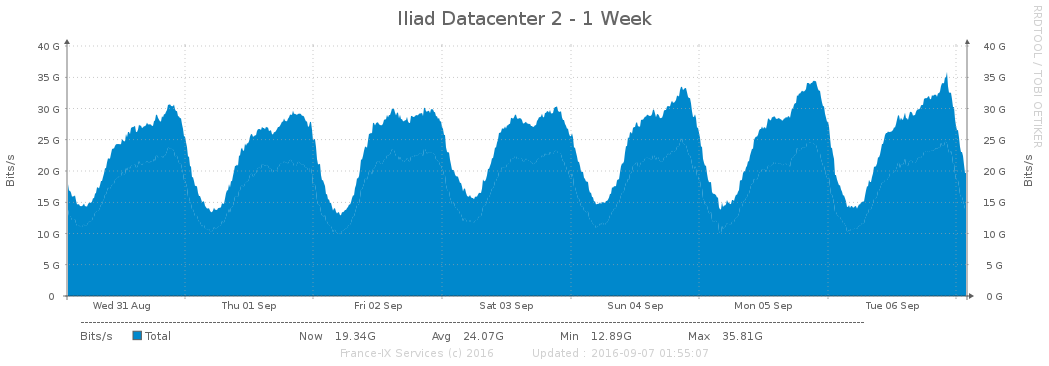 Iliad Datacenter 2 - 1 Week
RRDTOOL / TOBI OETIKER
Bits/s
40 G 40 G
35 G 35 G
30 G 30 G
25 G 25 G
20 G 20 G
15 G 15 G
10 G 10 G
5 G 5 G
0 0 G
Bits/s
Wed 31 Aug Thu 01 Sep Fri 02 Sep Sat 03 Sep Sun 04 Sep Mon 05 Sep Tue 06 Sep
Bits/s Total Now 19.34G Avg 24.07G Min 12.89G Max 35.81G
France-IX Services (c) 2016 Updated : 2016-09-07 01:55:07